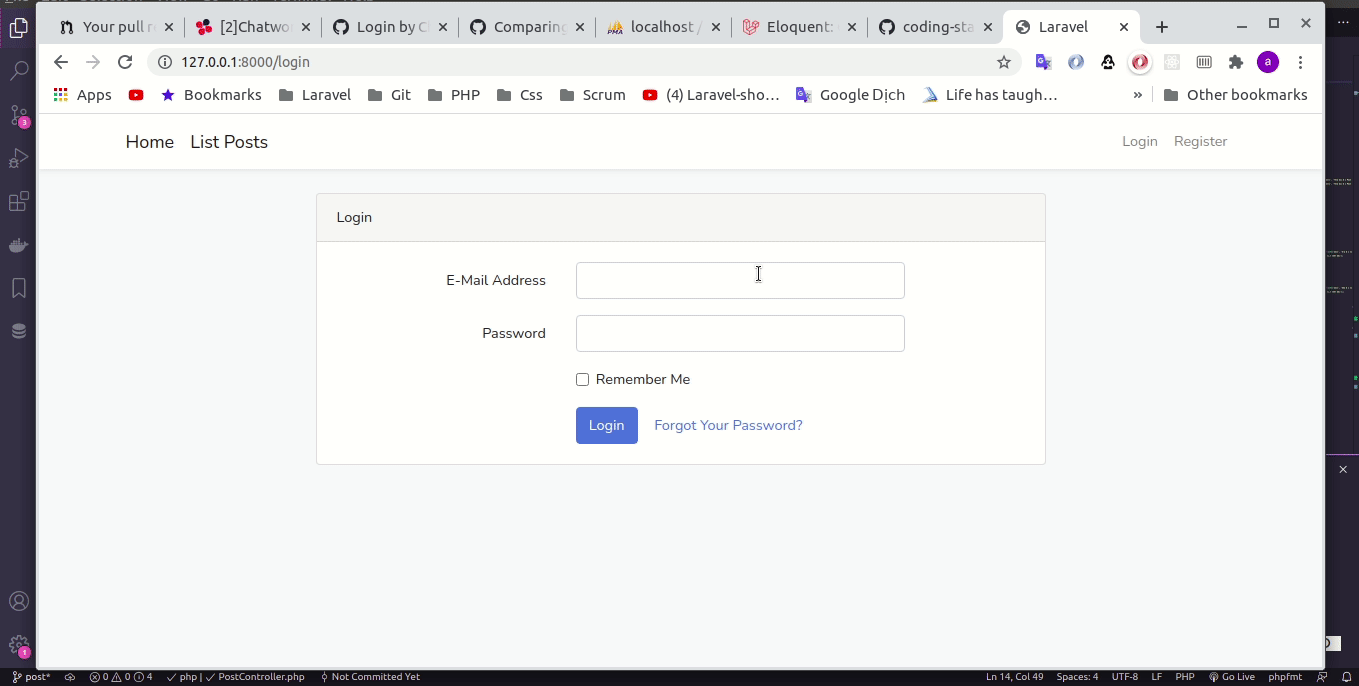 Your pull r
[2]Chatwo
Login by C
Comparing
localhost /
Eloquent:
coding-sta
Laravel
127.0.0.1:8000/login
a
Apps
Bookmarks
Laravel
Git
PHP
Css
Scrum
(4) Laravel-sho...
Google Dịch
Life has taugh...
»
Other bookmarks
Home
List Posts
Login
Register
Login
E-Mail Address
Password
Remember Me
Login
Forgot Your Password?
3
1
post*
0
0
4
php |
PostController.php
Not Committed Yet
Ln 14, Col 49
Spaces: 4
UTF-8
LF
PHP
Go Live
phpfmt